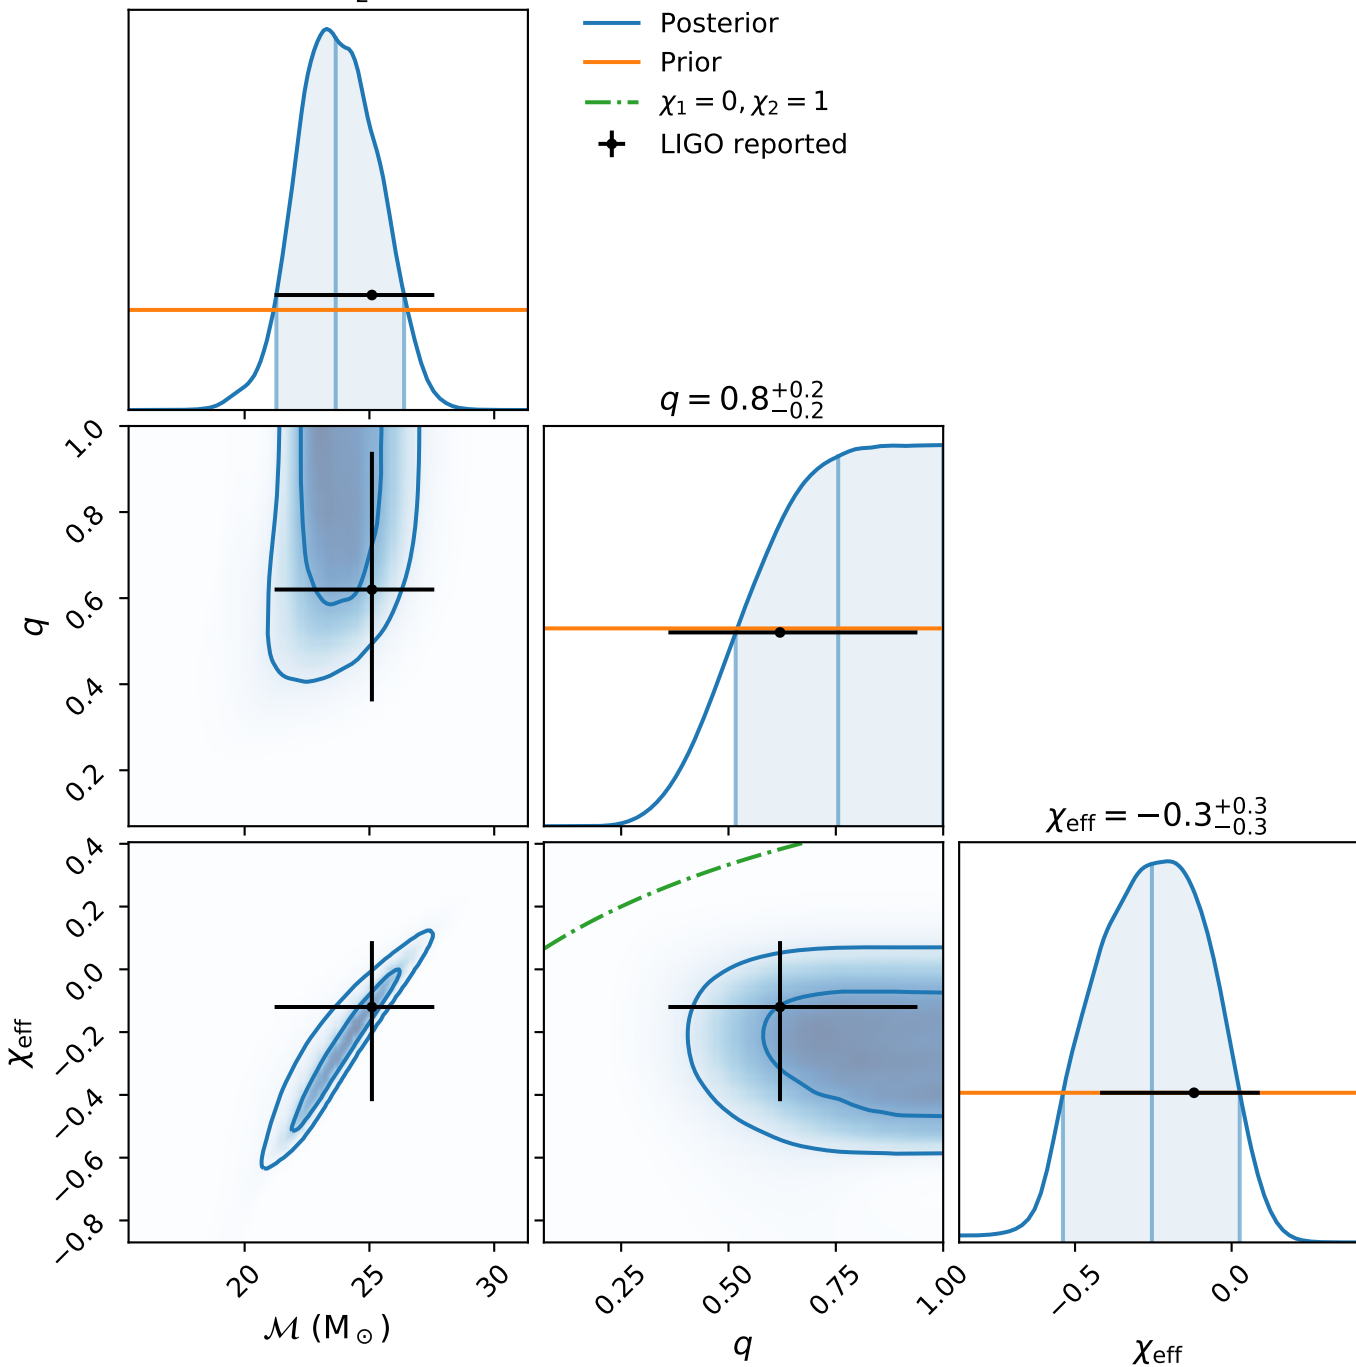 Posterior
Prior
χ₁ = 0, χ₂ = 1
LIGO reported
q = 0.8 +0.2 −0.2
1.0
0.8
0.6
0.4
0.2
q
χeff = −0.3 +0.3 −0.3
0.4
0.2
0.0
−0.2
−0.4
−0.6
−0.8
χeff
20
25
30
ℳ (M⊙)
0.25
0.50
0.75
1.00
q
−0.5
0.0
χeff